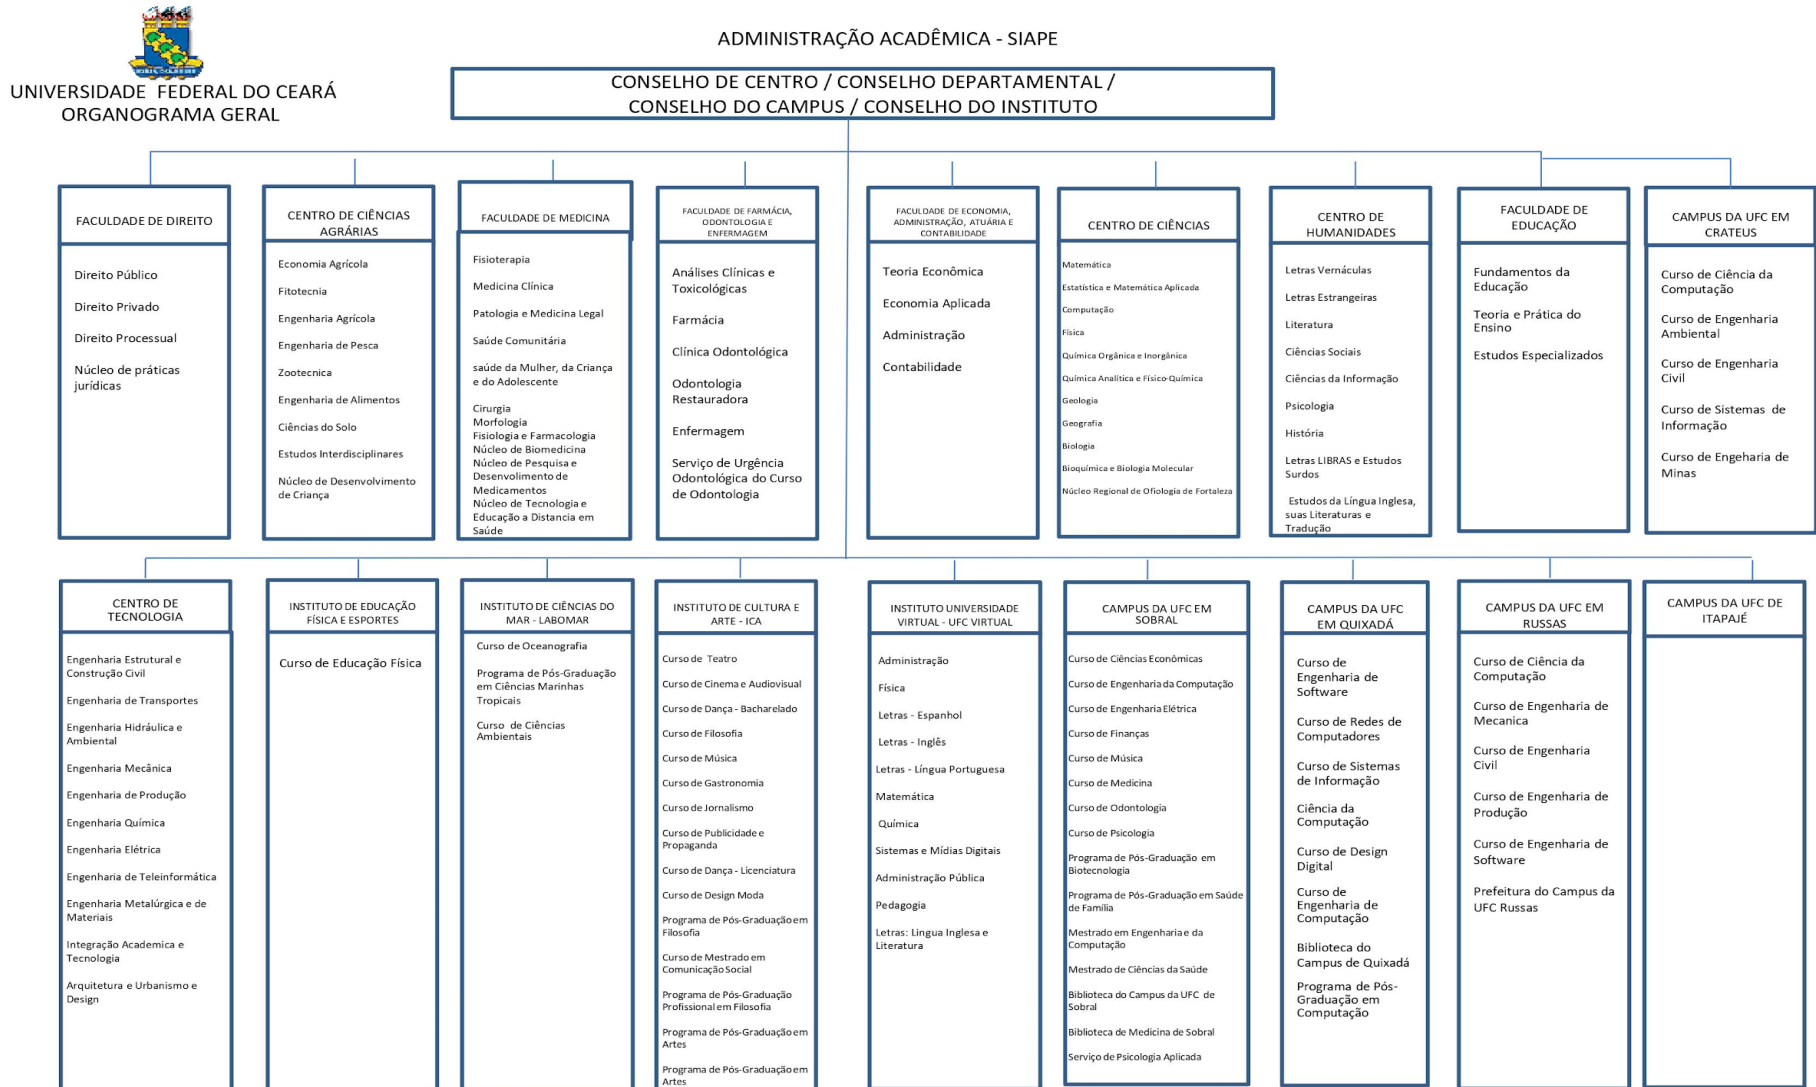 UNIVERSIDADE FEDERAL DO CEARÁ
ORGANOGRAMA GERAL
ADMINISTRAÇÃO ACADÊMICA - SIAPE
CONSELHO DE CENTRO / CONSELHO DEPARTAMENTAL /
CONSELHO DO CAMPUS / CONSELHO DO INSTITUTO
FACULDADE DE DIREITO
Direito Público
Direito Privado
Direito Processual
Núcleo de práticas
jurídicas
CENTRO DE CIÊNCIAS
AGRÁRIAS
Economia Agrícola
Fitotecnia
Engenharia Agrícola
Engenharia de Pesca
Zootecnica
Engenharia de Alimentos
Ciências do Solo
Estudos Interdisciplinares
Núcleo de Desenvolvimento
de Criança
FACULDADE DE MEDICINA
Fisioterapia
Medicina Clínica
Patologia e Medicina Legal
Saúde Comunitária
saúde da Mulher, da Criança
e do Adolescente
Cirurgia
Morfologia
Fisiologia e Farmacologia
Núcleo de Biomedicina
Núcleo de Pesquisa e
Desenvolimento de
Medicamentos
Núcleo de Tecnologia e
Educação a Distancia em
Saúde
FACULDADE DE FARMÁCIA,
ODONTOLOGIA E
ENFERMAGEM
Análises Clínicas e
Toxicológicas
Farmácia
Clínica Odontológica
Odontologia
Restauradora
Enfermagem
Serviço de Urgência
Odontológica do Curso
de Odontologia
FACULDADE DE ECONOMIA,
ADMINISTRAÇÃO, ATUÁRIA E
CONTABILIDADE
Teoria Econômica
Economia Aplicada
Administração
Contabilidade
CENTRO DE CIÊNCIAS
Matemática
Estatística e Matemática Aplicada
Computação
Física
Química Orgânica e Inorgânica
Química Analítica e Físico-Química
Geologia
Geografia
Biologia
Bioquímica e Biologia Molecular
Núcleo Regional de Ofiologia de Fortaleza
CENTRO DE
HUMANIDADES
Letras Vernáculas
Letras Estrangeiras
Literatura
Ciências Sociais
Ciências da Informação
Psicologia
História
Letras LIBRAS e Estudos
Surdos
Estudos da Língua Inglesa,
suas Literaturas e
Tradução
FACULDADE DE
EDUCAÇÃO
Fundamentos da
Educação
Teoria e Prática do
Ensino
Estudos Especializados
CAMPUS DA UFC EM
CRATEUS
Curso de Ciência da
Computação
Curso de Engenharia
Ambiental
Curso de Engenharia
Civil
Curso de Sistemas de
Informação
Curso de Engeharia de
Minas
CENTRO DE
TECNOLOGIA
Engenharia Estrutural e
Construção Civil
Engenharia de Transportes
Engenharia Hidráulica e
Ambiental
Engenharia Mecânica
Engenharia de Produção
Engenharia Química
Engenharia Elétrica
Engenharia de Teleinformática
Engenharia Metalúrgica e de
Materiais
Integração Academica e
Tecnologia
Arquitetura e Urbanismo e
Design
INSTITUTO DE EDUCAÇÃO
FÍSICA E ESPORTES
Curso de Educação Física
INSTITUTO DE CIÊNCIAS DO
MAR - LABOMAR
Curso de Oceanografia
Programa de Pós-Graduação
em Ciências Marinhas
Tropicais
Curso de Ciências
Ambientais
INSTITUTO DE CULTURA E
ARTE - ICA
Curso de Teatro
Curso de Cinema e Audiovisual
Curso de Dança - Bacharelado
Curso de Filosofia
Curso de Música
Curso de Gastronomia
Curso de Jornalismo
Curso de Publicidade e
Propaganda
Curso de Dança - Licenciatura
Curso de Design Moda
Programa de Pós-Graduação em
Filosofia
Curso de Mestrado em
Comunicação Social
Programa de Pós-Graduação
Profissional em Filosofia
Programa de Pós-Graduação em
Artes
Programa de Pós-Graduação em
Artes
INSTITUTO UNIVERSIDADE
VIRTUAL - UFC VIRTUAL
Administração
Física
Letras - Espanhol
Letras - Inglês
Letras - Língua Portuguesa
Matemática
Química
Sistemas e Mídias Digitais
Administração Pública
Pedagogia
Letras: Lingua Inglesa e
Literatura
CAMPUS DA UFC EM
SOBRAL
Curso de Ciências Econômicas
Curso de Engenharia da Computação
Curso de Engenharia Elétrica
Curso de Finanças
Curso de Música
Curso de Medicina
Curso de Odontologia
Curso de Psicologia
Programa de Pós-Graduação em
Biotecnologia
Programa de Pós-Graduação em Saúde
de Família
Mestrado em Engenharia e da
Computação
Mestrado de Ciências da Saúde
Biblioteca do Campus da UFC de
Sobral
Biblioteca de Medicina de Sobral
Serviço de Psicologia Aplicada
CAMPUS DA UFC
EM QUIXADÁ
Curso de
Engenharia de
Software
Curso de Redes de
Computadores
Curso de Sistemas
de Informação
Ciência da
Computação
Curso de Design
Digital
Curso de
Engenharia de
Computação
Biblioteca do
Campus de Quixadá
Programa de Pós-
Graduação em
Computação
CAMPUS DA UFC EM
RUSSAS
Curso de Ciência da
Computação
Curso de Engenharia de
Mecanica
Curso de Engenharia
Civil
Curso de Engenharia de
Produção
Curso de Engenharia de
Software
Prefeitura do Campus da
UFC Russas
CAMPUS DA UFC DE
ITAPAJÉ